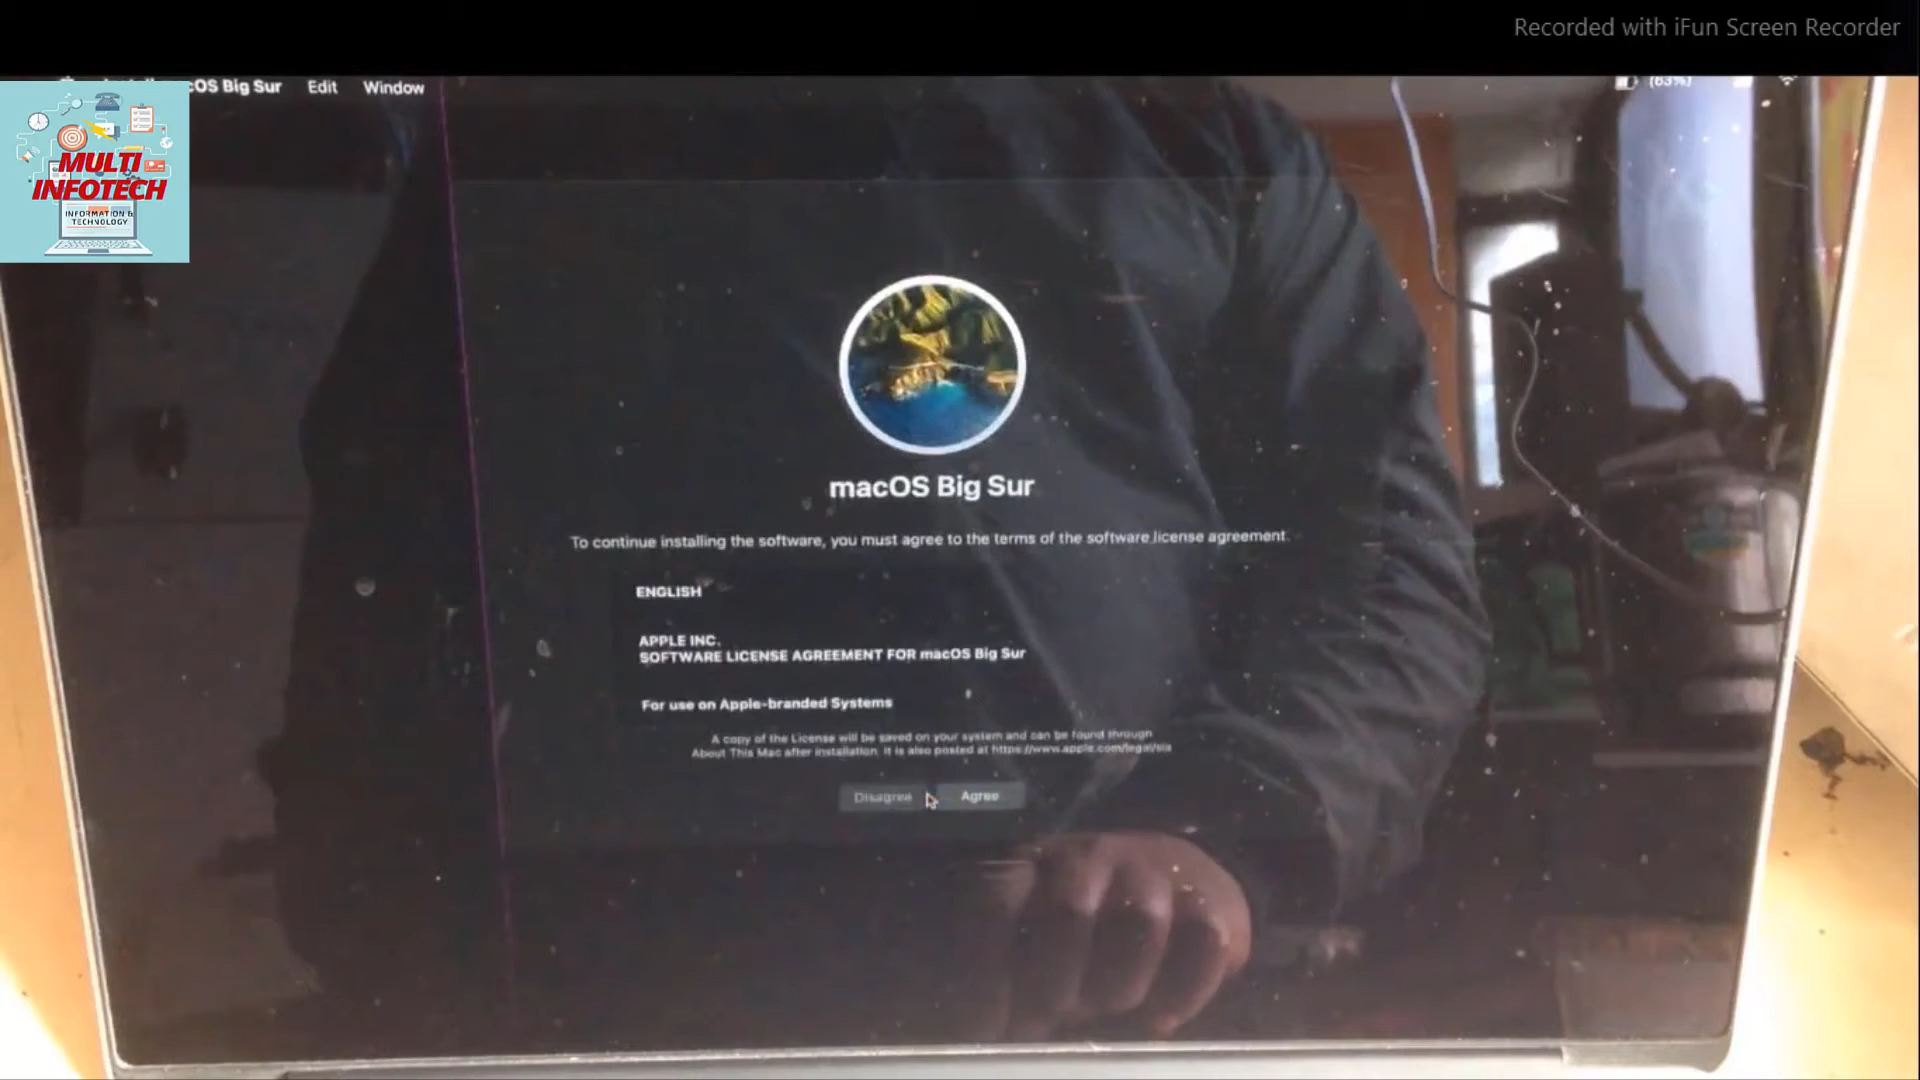 Recorded with iFun Screen Recorder
cOS Big Sur Edit Window
(63%)
MULTI
INFOTECH
INFORMATION &
TECHNOLOGY
macOS Big Sur
To continue installing the software, you must agree to the terms of the software license agreement.
ENGLISH
APPLE INC.
SOFTWARE LICENSE AGREEMENT FOR macOS Big Sur
For use on Apple-branded Systems
A copy of the License will be saved on your system and can be found through
About This Mac after installation. It is also posted at https://www.apple.com/legal/sla
Disagree Agree